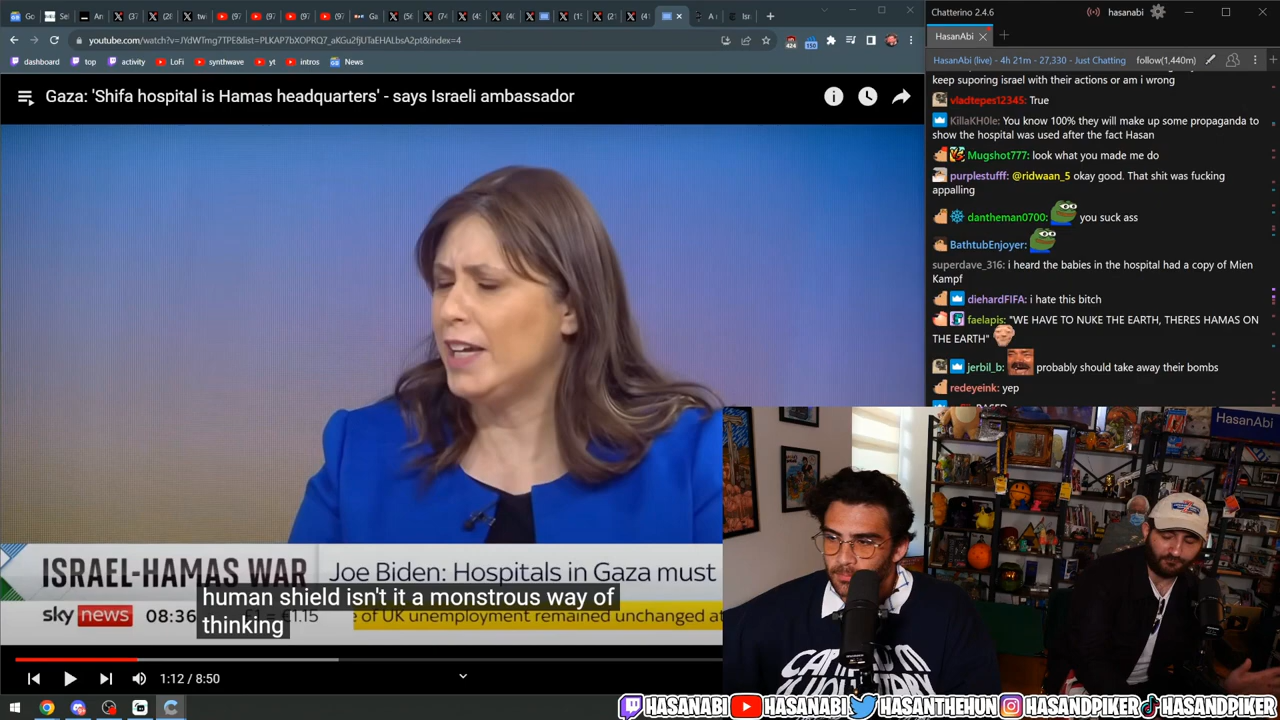 youtube.com/watch?v=JYdWTmg7TPE&list=PLKAP7bXOPRQ7_aKGu2fjUTaEHALbsA2pt&index=4
dashboard
top
activity
LoFi
synthwave
yt
intros
News
Gaza: 'Shifa hospital is Hamas headquarters' - says Israeli ambassador
ISRAEL-HAMAS WAR
Joe Biden: Hospitals in Gaza must
human shield isn't it a monstrous way of
thinking
sky news
08:36
£1 = €1.15
e of UK unemployment remained unchanged at
1:12 / 8:50
Chatterino 2.4.6
hasanabi
HasanAbi
HasanAbi (live) - 4h 21m - 27,330 - Just Chatting
follow(1,440m)
keep suporing israel with their actions or am i wrong
vladtepes12345: True
KillaKH0le: You know 100% they will make up some propaganda to
show the hospital was used after the fact Hasan
Mugshot777: look what you made me do
purplestufff: @ridwaan_5 okay good. That shit was fucking
appalling
dantheman0700: you suck ass
BathtubEnjoyer:
superdave_316: i heard the babies in the hospital had a copy of Mien
Kampf
diehardFIFA: i hate this bitch
faelapis: "WE HAVE TO NUKE THE EARTH, THERES HAMAS ON
THE EARTH"
jerbil_b: probably should take away their bombs
redeyeink: yep
HasanAbi
HASANABI
HASANABI
HASANTHEHUN
HASANDPIKER
HASANDPIKER